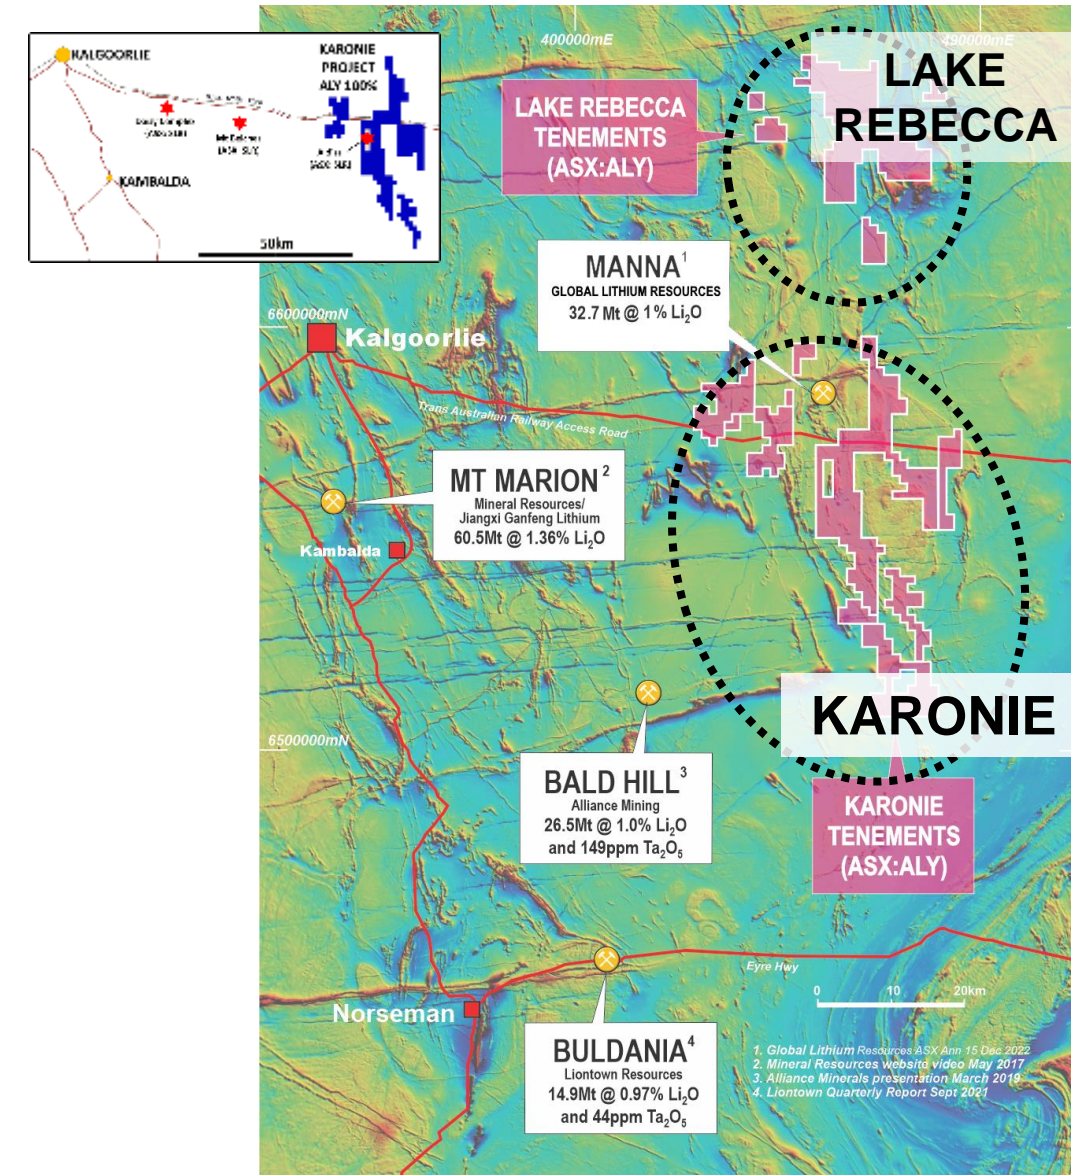 KALGOORLIE
KARONIE
PROJECT
ALY 100%
KAMBALDA
50km
400000mE
490000mE
LAKE
REBECCA
LAKE REBECCA
TENEMENTS
(ASX:ALY)
MANNA¹
GLOBAL LITHIUM RESOURCES
32.7 Mt @ 1% Li₂O
6600000mN
Kalgoorlie
Trans Australian Railway Access Road
MT MARION²
Mineral Resources/
Jiangxi Ganfeng Lithium
60.5Mt @ 1.36% Li₂O
Kambalda
KARONIE
6500000mN
BALD HILL³
Alliance Mining
26.5Mt @ 1.0% Li₂O
and 149ppm Ta₂O₅
KARONIE
TENEMENTS
(ASX:ALY)
Eyre Hwy
0 10 20km
Norseman
BULDANIA⁴
Liontown Resources
14.9Mt @ 0.97% Li₂O
and 44ppm Ta₂O₅
1. Global Lithium Resources ASX Ann 15 Dec 2022
2. Mineral Resources website video May 2017
3. Alliance Minerals presentation March 2019
4. Liontown Quarterly Report Sept 2021